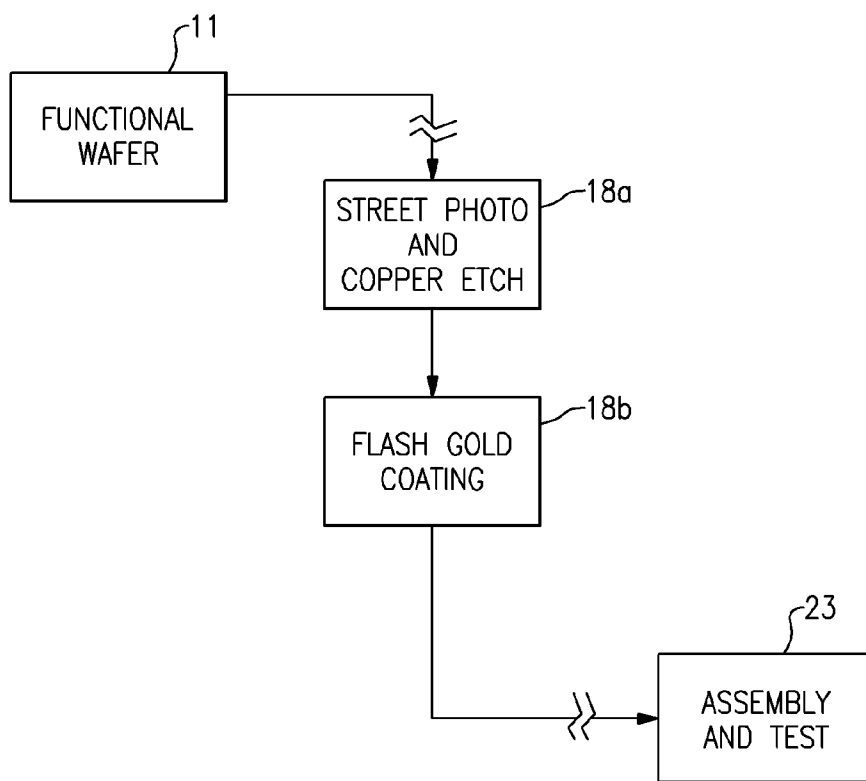 11
FUNCTIONAL
WAFER
18a
STREET PHOTO
AND
COPPER ETCH
18b
FLASH GOLD
COATING
23
ASSEMBLY
AND TEST